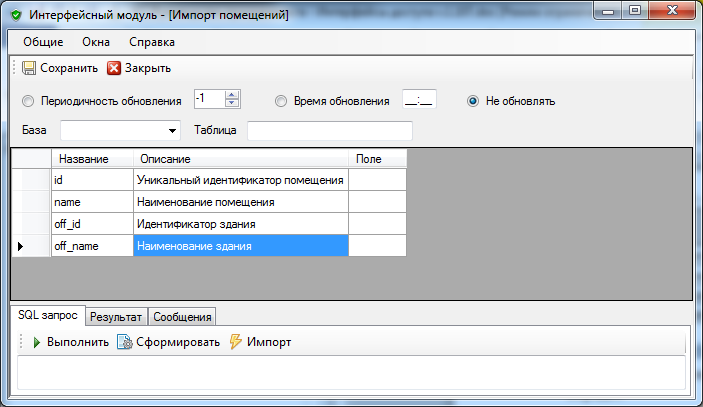 Интерфейсный модуль - [Импорт помещений]
Общие Окна Справка
Сохранить Закрыть
Периодичность обновления -1 Время обновления __:__ Не обновлять
База Таблица
Название Описание Поле
id Уникальный идентификатор помещения
name Наименование помещения
off_id Идентификатор здания
off_name Наименование здания
SQL запрос Результат Сообщения
Выполнить Сформировать Импорт